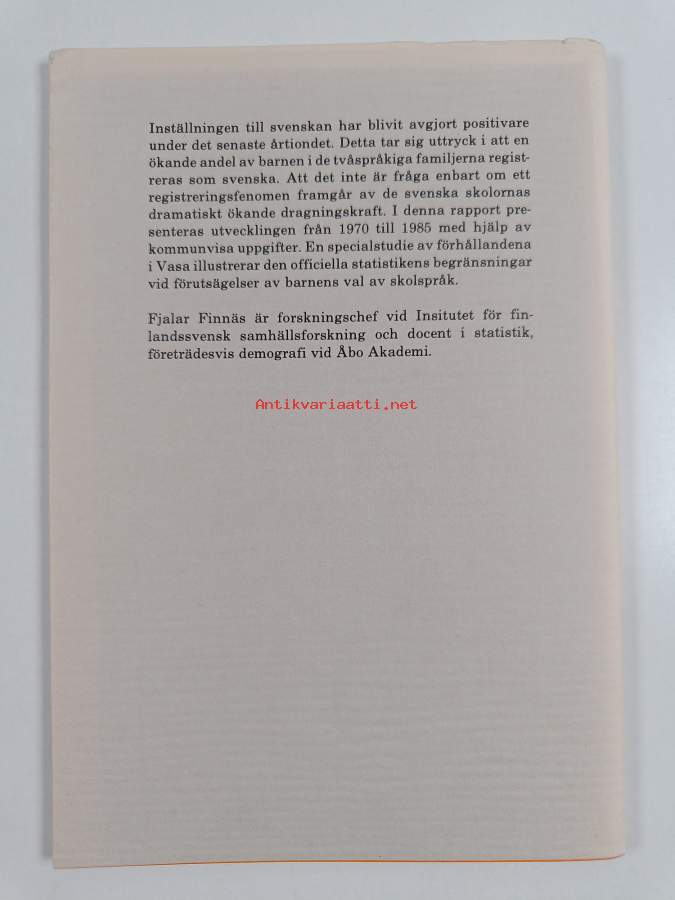 Inställningen till svenskan har blivit avgjort positivare
under det senaste årtiondet. Detta tar sig uttryck i att en
ökande andel av barnen i de tvåspråkiga familjerna regist-
reras som svenska. Att det inte är fråga enbart om ett
registreringsfenomen framgår av de svenska skolornas
dramatiskt ökande dragningskraft. I denna rapport pre-
senteras utvecklingen från 1970 till 1985 med hjälp av
kommunvisa uppgifter. En specialstudie av förhållandena
i Vasa illustrerar den officiella statistikens begränsningar
vid förutsägelser av barnens val av skolspråk.
Fjalar Finnäs är forskningschef vid Insitutet för fin-
landssvensk samhällsforskning och docent i statistik,
företrädesvis demografi vid Åbo Akademi.
Antikvariaatti.net